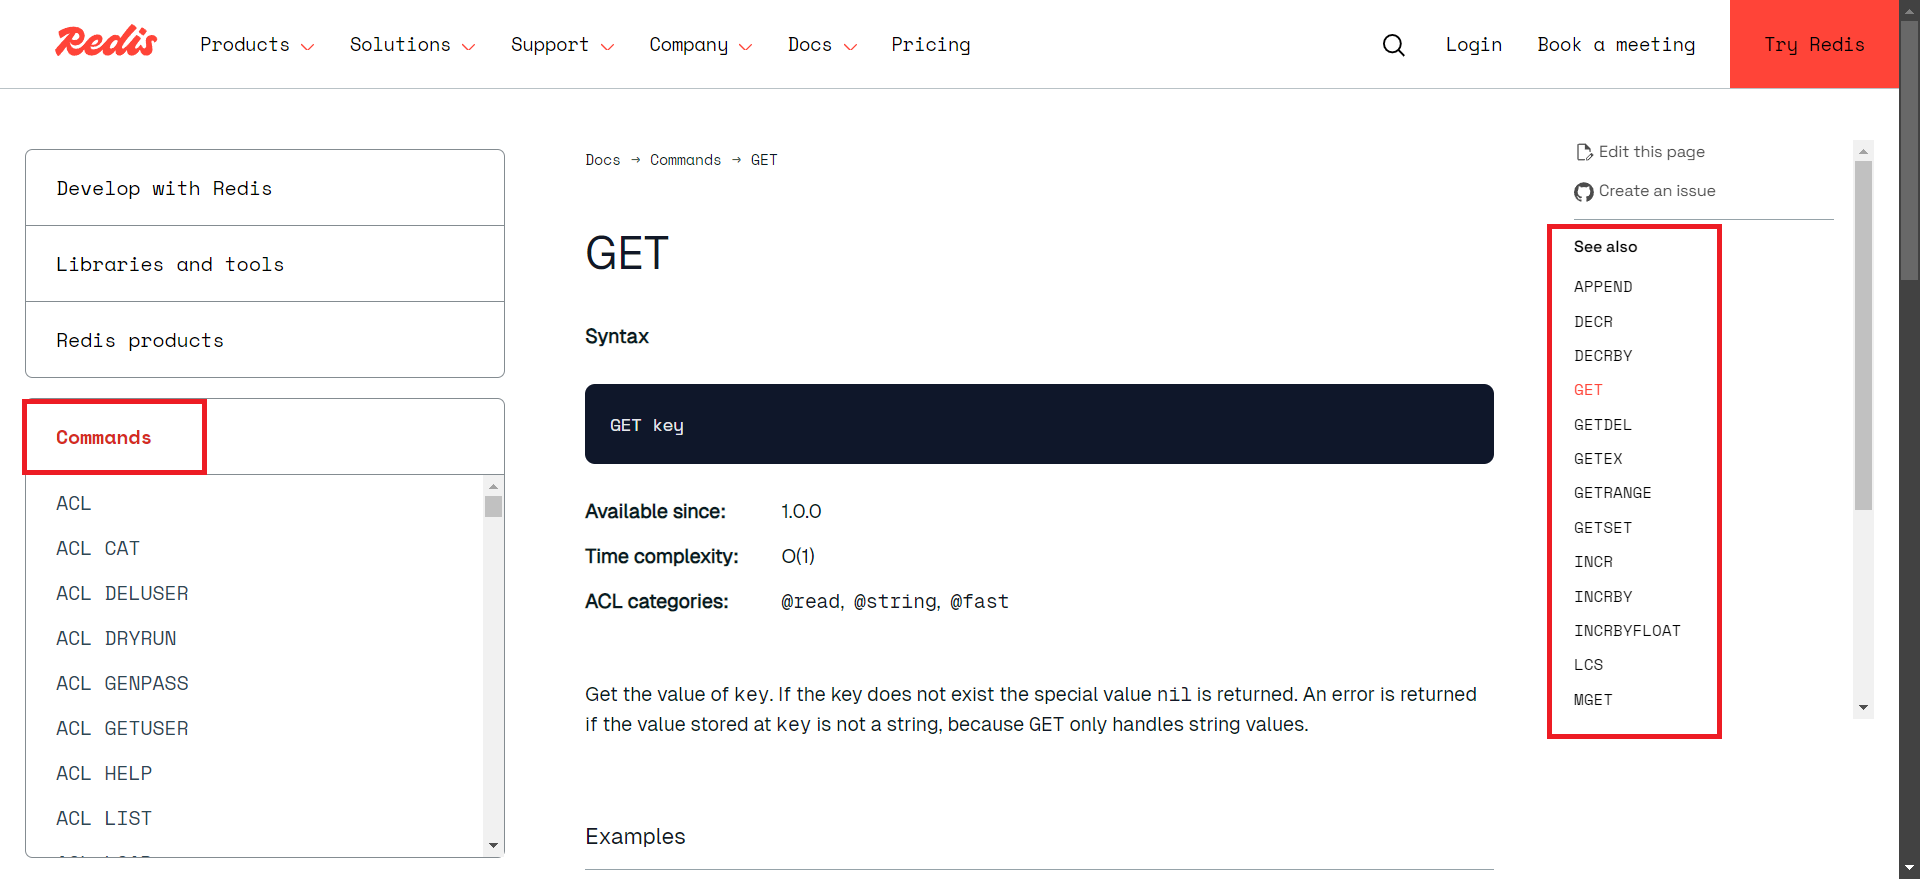 Redis
Products
Solutions
Support
Company
Docs
Pricing
Login
Book a meeting
Try Redis
Develop with Redis
Libraries and tools
Redis products
Commands
ACL
ACL CAT
ACL DELUSER
ACL DRYRUN
ACL GENPASS
ACL GETUSER
ACL HELP
ACL LIST
Docs → Commands → GET
GET
Syntax
GET key
Available since: 1.0.0
Time complexity: O(1)
ACL categories: @read, @string, @fast
Get the value of key. If the key does not exist the special value nil is returned. An error is returned
if the value stored at key is not a string, because GET only handles string values.
Examples
Edit this page
Create an issue
See also
APPEND
DECR
DECRBY
GET
GETDEL
GETEX
GETRANGE
GETSET
INCR
INCRBY
INCRBYFLOAT
LCS
MGET